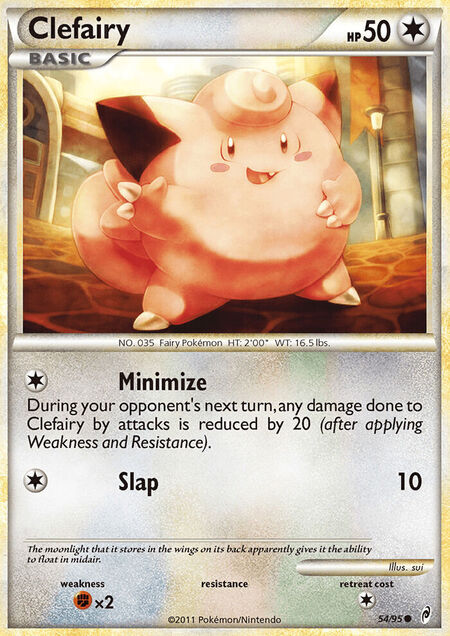 Clefairy
HP 50
BASIC
NO. 035 Fairy Pokémon HT: 2'00" WT: 16.5 lbs.
Minimize
During your opponent's next turn, any damage done to
Clefairy by attacks is reduced by 20 (after applying
Weakness and Resistance).
Slap 10
The moonlight that it stores in the wings on its back apparently gives it the ability
to float in midair.
Illus. sui
weakness resistance retreat cost
×2
54/95
©2011 Pokémon/Nintendo